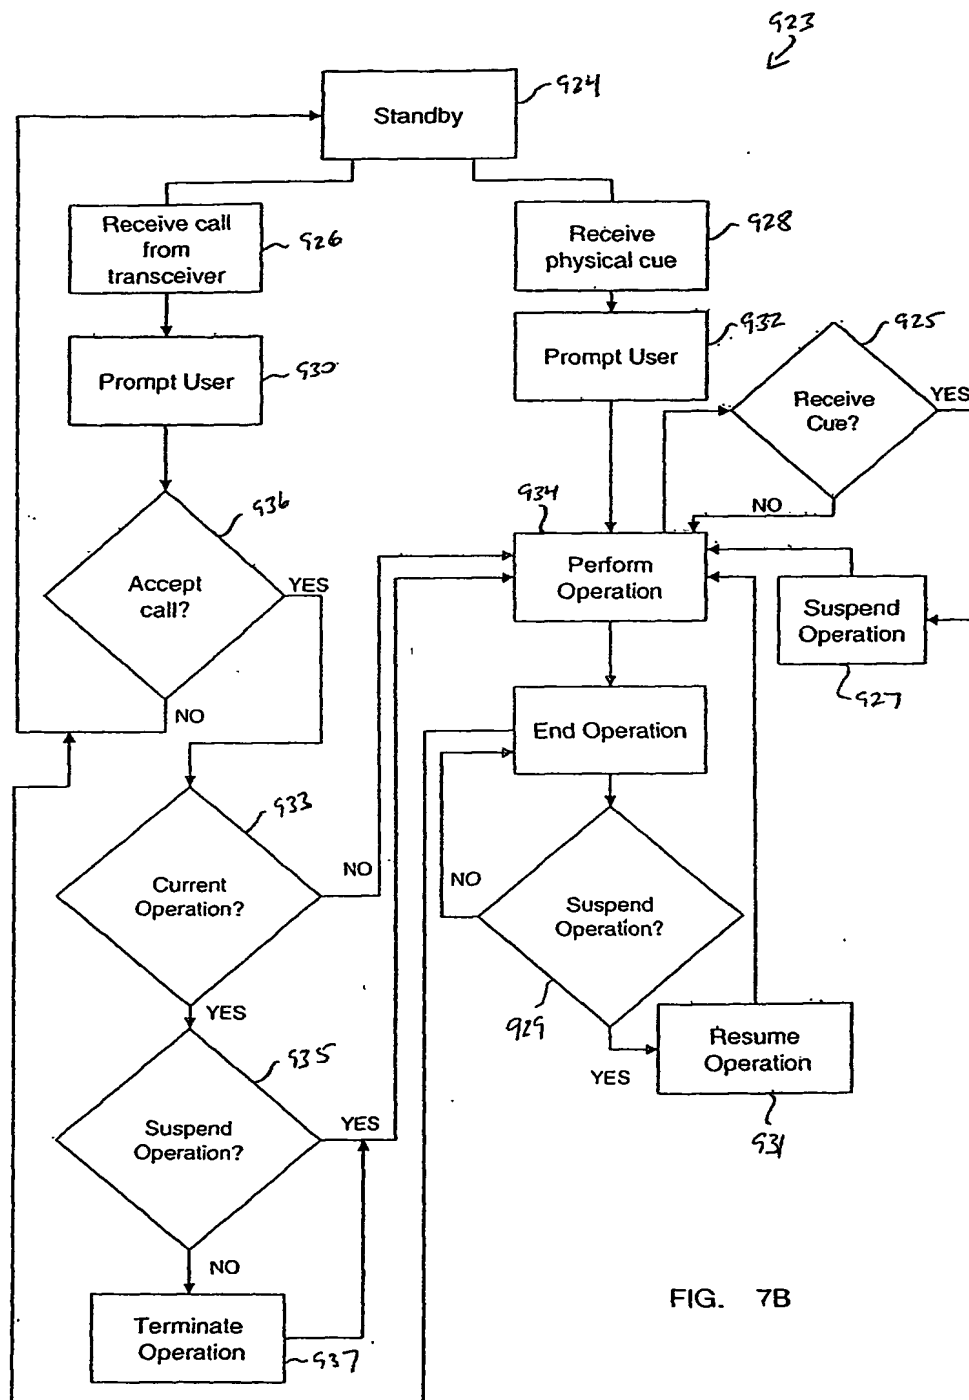 923
Standby
924
Receive call
from
transceiver
926
Receive
physical cue
928
Prompt User
930
Prompt User
932
Receive
Cue?
925
YES
NO
Accept
call?
936
YES
NO
934
Perform
Operation
Suspend
Operation
927
End Operation
Current
Operation?
933
NO
YES
Suspend
Operation?
929
NO
YES
Resume
Operation
931
Suspend
Operation?
935
YES
NO
Terminate
Operation
937
FIG. 7B